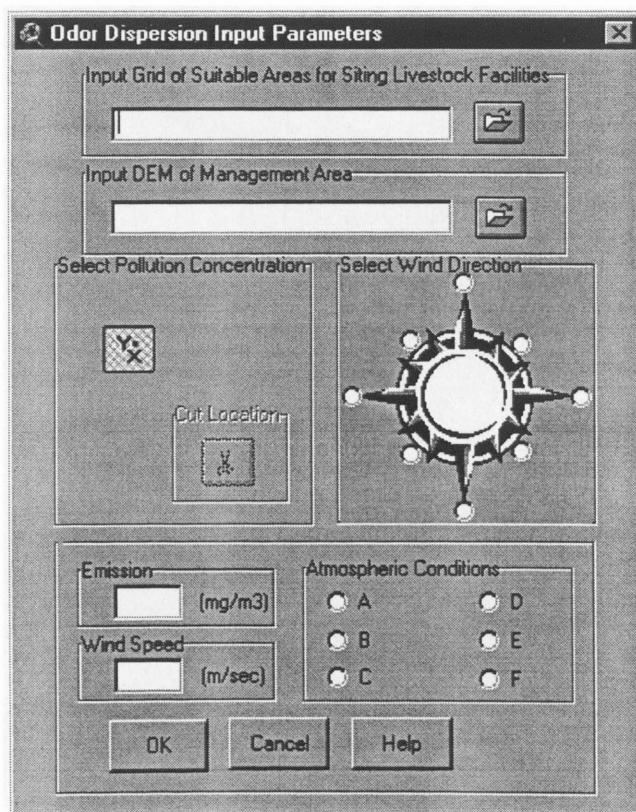 Odor Dispersion Input Parameters
Input Grid of Suitable Areas for Siting Livestock Facilities
Input DEM of Management Area
Select Pollution Concentration
Select Wind Direction
Y
X
Cut Location
Emission
(mg/m3)
Wind Speed
(m/sec)
Atmospheric Conditions
A
D
B
E
C
F
OK
Cancel
Help